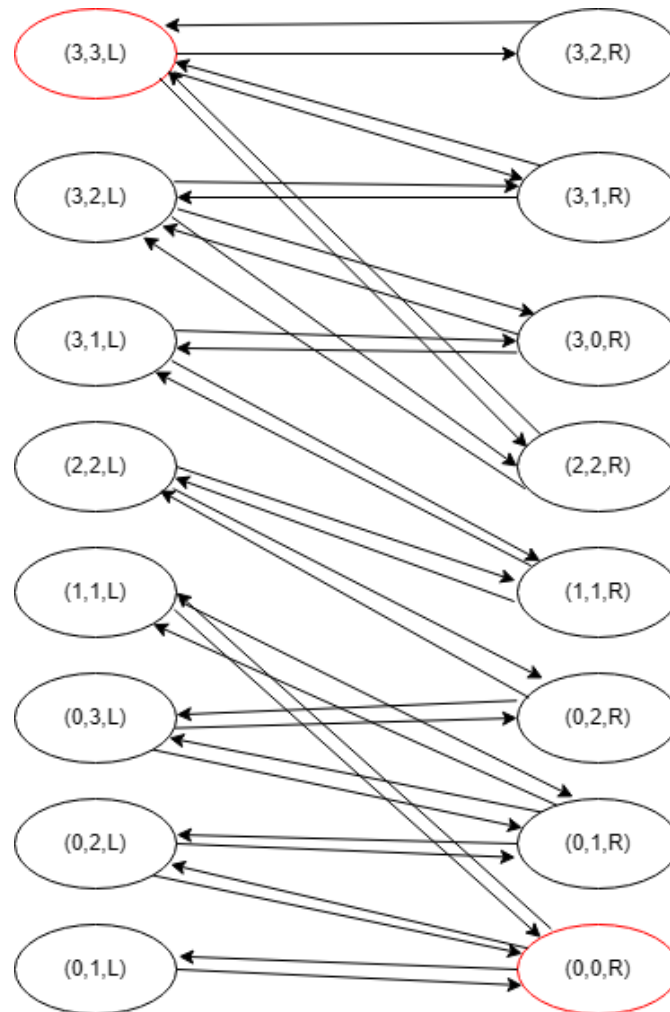 (3,3,L)
(3,2,R)
(3,2,L)
(3,1,R)
(3,1,L)
(3,0,R)
(2,2,L)
(2,2,R)
(1,1,L)
(1,1,R)
(0,3,L)
(0,2,R)
(0,2,L)
(0,1,R)
(0,1,L)
(0,0,R)